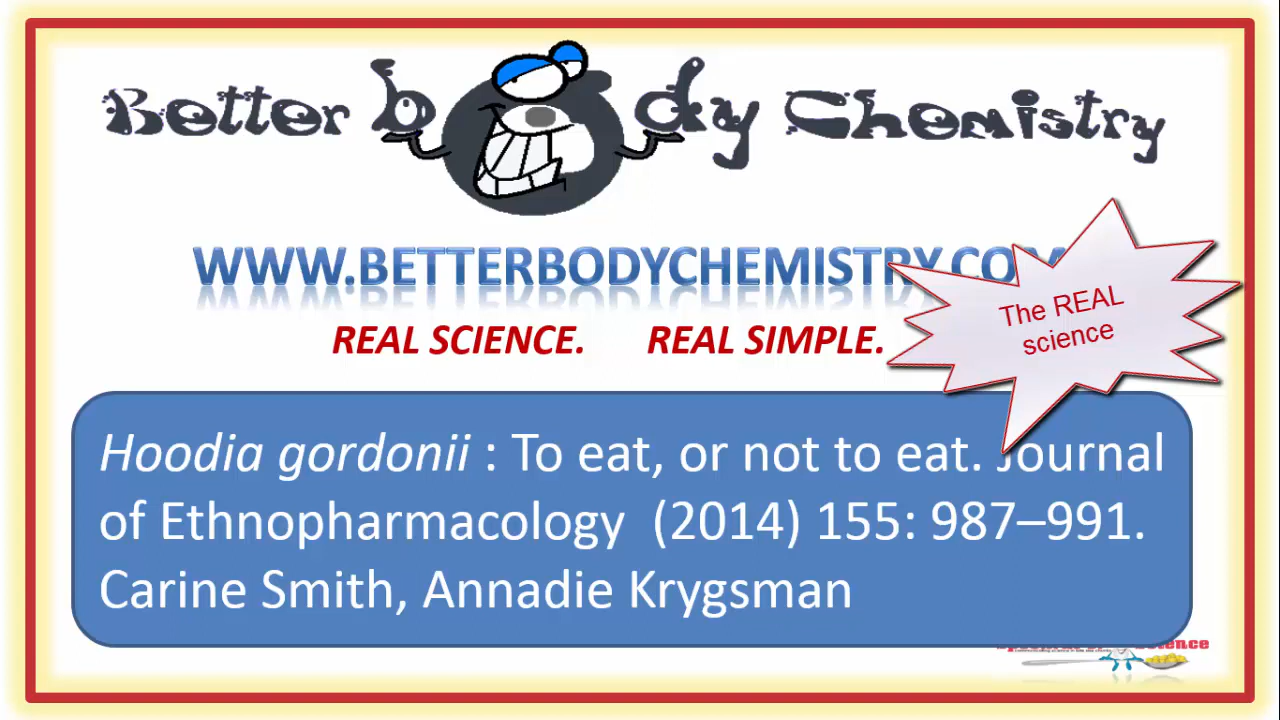 Better body Chemistry
WWW.BETTERBODYCHEMISTRY.COM
REAL SCIENCE. REAL SIMPLE.
The REAL
science
Hoodia gordonii : To eat, or not to eat. Journal
of Ethnopharmacology (2014) 155: 987–991.
Carine Smith, Annadie Krygsman